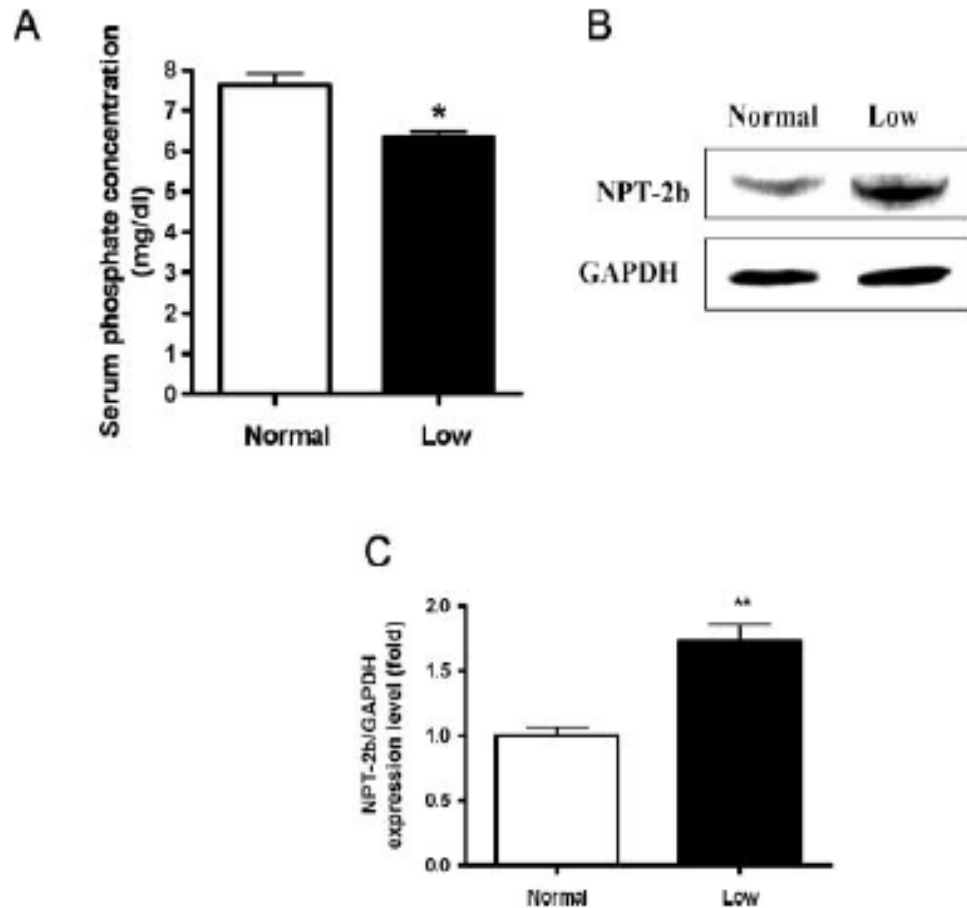 A
Serum phosphate concentration
(mg/dl)
8
7
6
5
4
3
2
1
0
*
Normal Low
B
Normal Low
NPT-2b
GAPDH
C
NPT-2b/GAPDH
expression level (fold)
2.0
1.5
1.0
0.5
0.0
**
Normal Low